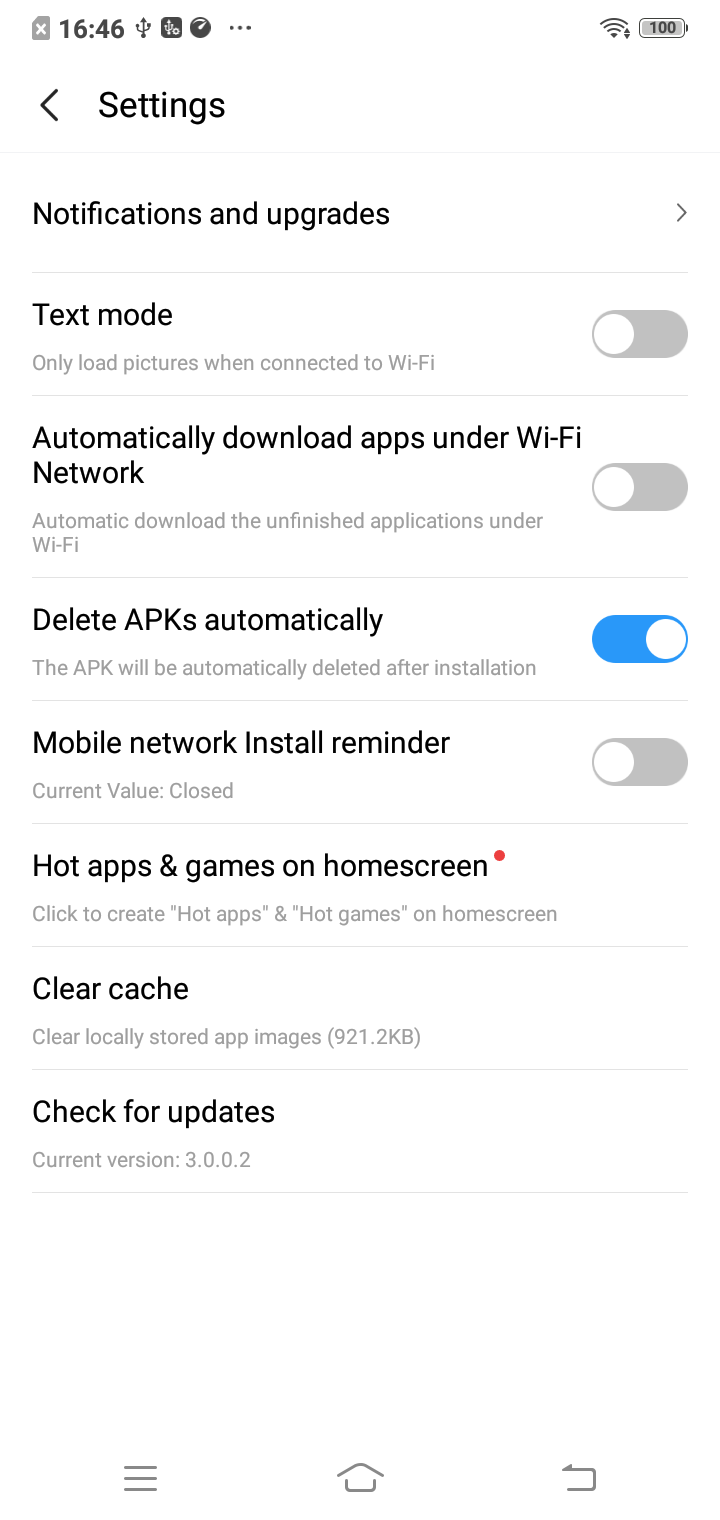 16:46
100
Settings
Notifications and upgrades
Text mode
Only load pictures when connected to Wi-Fi
Automatically download apps under Wi-Fi
Network
Automatic download the unfinished applications under
Wi-Fi
Delete APKs automatically
The APK will be automatically deleted after installation
Mobile network Install reminder
Current Value: Closed
Hot apps & games on homescreen
Click to create "Hot apps" & "Hot games" on homescreen
Clear cache
Clear locally stored app images (921.2KB)
Check for updates
Current version: 3.0.0.2